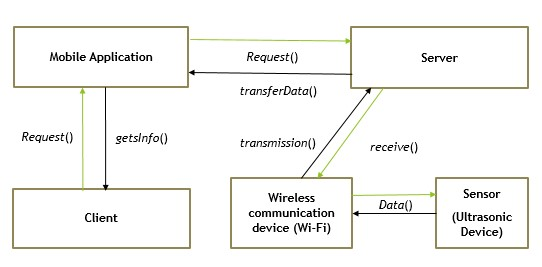 Mobile Application
Request()
Server
transferData()
Request()
getsInfo()
transmission()
receive()
Client
Wireless
communication
device (Wi-Fi)
Data()
Sensor
(Ultrasonic
Device)